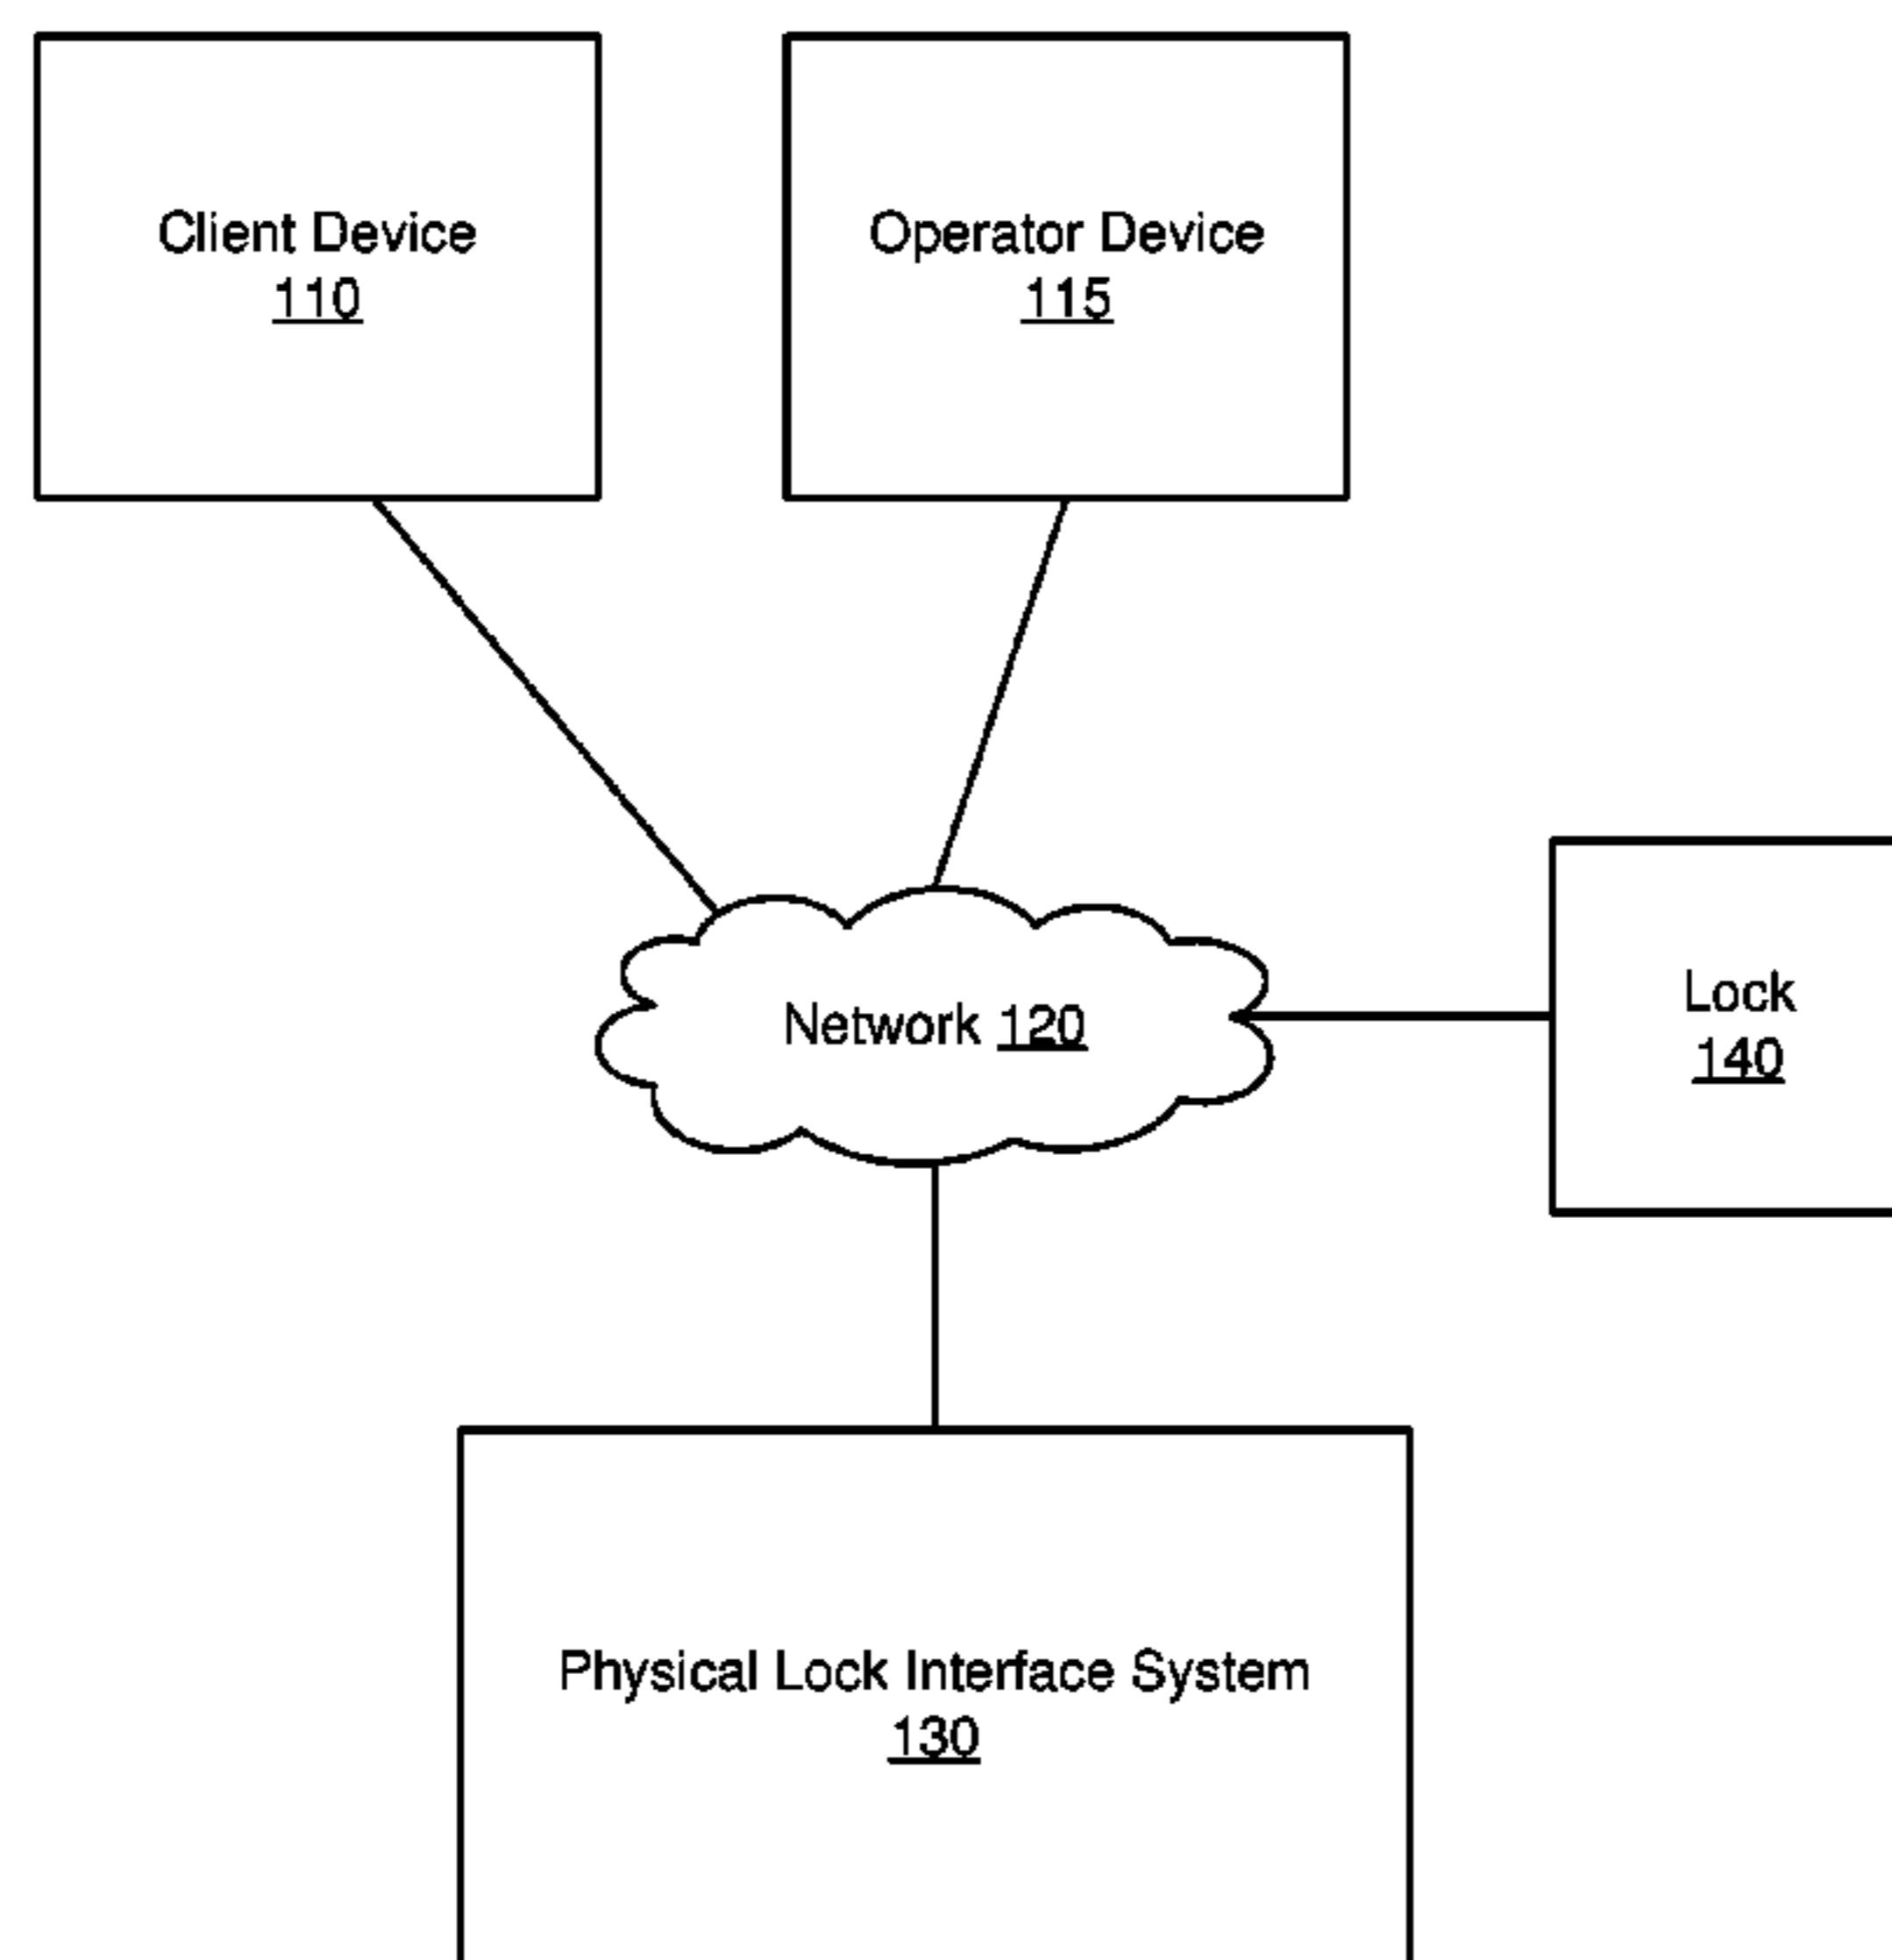 Client Device
110
Operator Device
115
Network 120
Lock
140
Physical Lock Interface System
130